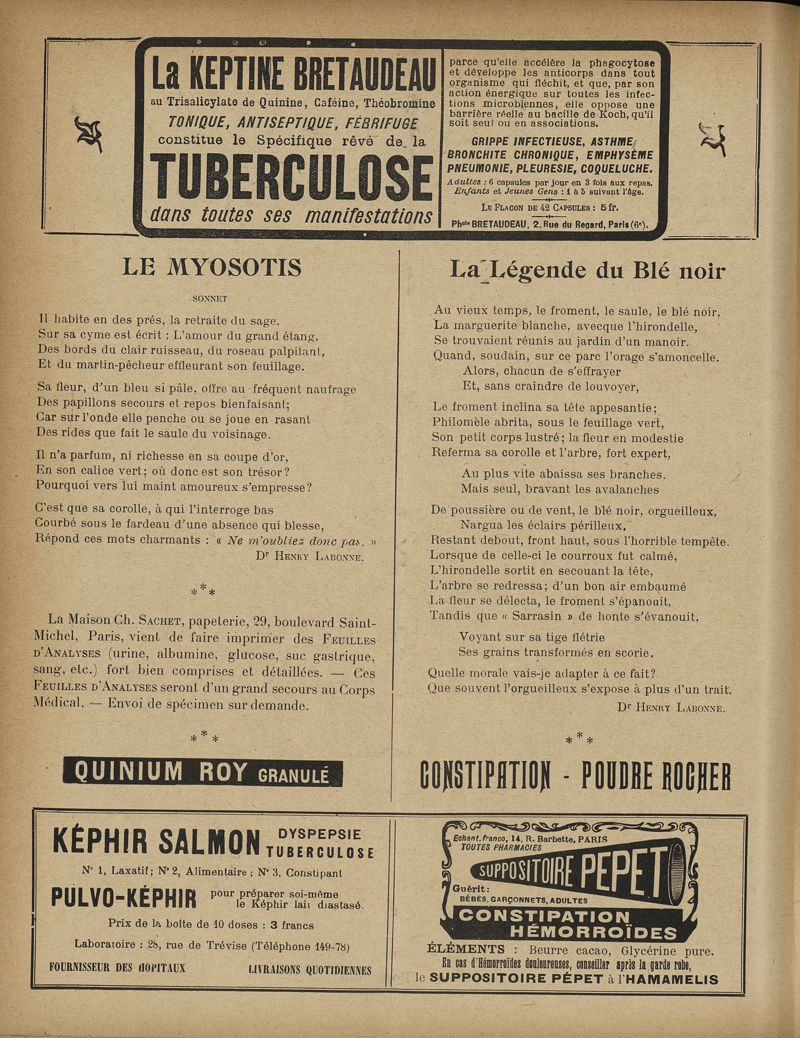 La KEPTINE BRETAUDEAU
au Trisalicylate de Quinine, Caféine, Théobromine
TONIQUE, ANTISEPTIQUE, FÉBRIFUGE
constitue le Spécifique rêvé de la
TUBERCULOSE
dans toutes ses manifestations
parce qu'elle accélère la phagocytose
et développe les anticorps dans tout
organisme qui fléchit, et que, par son
action énergique sur toutes les infec-
tions microbiennes, elle oppose une
barrière réelle au bacille de Koch, qu'il
soit seul ou en associations.
GRIPPE INFECTIEUSE, ASTHME,
BRONCHITE CHRONIQUE, EMPHYSÈME
PNEUMONIE, PLEURESIE, COQUELUCHE.
Adultes : 6 capsules par jour en 3 fois aux repas.
Enfants et Jeunes Gens : 1 à 5 suivant l'âge.
LE FLACON DE 42 CAPSULES : 5 fr.
Phcie BRETAUDEAU, 2, Rue du Regard, Paris (6e).
LE MYOSOTIS
SONNET
Il habite en des prés, la retraite du sage.
Sur sa cyme est écrit : L'amour du grand étang,
Des bords du clair ruisseau, du roseau palpitant,
Et du martin-pêcheur effleurant son feuillage.
Sa fleur, d'un bleu si pâle, offre au fréquent naufrage
Des papillons secours et repos bienfaisant;
Car sur l'onde elle penche ou se joue en rasant
Des rides que fait le saule du voisinage.
Il n'a parfum, ni richesse en sa coupe d'or,
En son calice vert; où donc est son trésor?
Pourquoi vers lui maint amoureux s'empresse?
C'est que sa corolle, à qui l'interroge bas
Courbé sous le fardeau d'une absence qui blesse,
Répond ces mots charmants : « Ne m'oubliez donc pas. »
Dr HENRY LABONNE.
***
La Maison Ch. SACHET, papeterie, 29, boulevard Saint-
Michel, Paris, vient de faire imprimer des FEUILLES
D'ANALYSES (urine, albumine, glucose, suc gastrique,
sang, etc.) fort bien comprises et détaillées. — Ces
FEUILLES D'ANALYSES seront d'un grand secours au Corps
Médical. — Envoi de spécimen sur demande.
***
QUINIUM ROY GRANULÉ
La Légende du Blé noir
Au vieux temps, le froment, le saule, le blé noir,
La marguerite blanche, avecque l'hirondelle,
Se trouvaient réunis au jardin d'un manoir.
Quand, soudain, sur ce parc l'orage s'amoncelle.
Alors, chacun de s'effrayer
Et, sans craindre de louvoyer,
Le froment inclina sa tête appesantie;
Philomèle abrita, sous le feuillage vert,
Son petit corps lustré; la fleur en modestie
Referma sa corolle et l'arbre, fort expert,
Au plus vite abaissa ses branches.
Mais seul, bravant les avalanches
De poussière ou de vent, le blé noir, orgueilleux,
Nargua les éclairs périlleux,
Restant debout, front haut, sous l'horrible tempête.
Lorsque de celle-ci le courroux fut calmé,
L'hirondelle sortit en secouant la tête,
L'arbre se redressa; d'un bon air embaumé
La fleur se délecta, le froment s'épanouit,
Tandis que « Sarrasin » de honte s'évanouit,
Voyant sur sa tige flétrie
Ses grains transformés en scorie.
Quelle morale vais-je adapter à ce fait?
Que souvent l'orgueilleux s'expose à plus d'un trait.
Dr HENRY LABONNE.
***
CONSTIPATION - POUDRE ROCHER
KÉPHIR SALMON DYSPEPSIE
TUBERCULOSE
N° 1, Laxatif; N° 2, Alimentaire; N° 3, Constipant
PULVO-KÉPHIR pour préparer soi-même
le Képhir lait diastasé.
Prix de la boîte de 10 doses : 3 francs
Laboratoire : 28, rue de Trévise (Téléphone 149-78)
FOURNISSEUR DES HOPITAUX LIVRAISONS QUOTIDIENNES
Echant. franco, 14, R. Barbette, PARIS
TOUTES PHARMACIES
SUPPOSITOIRE PÉPET
Guérit :
BÉBÉS, GARÇONNETS, ADULTES
CONSTIPATION
HÉMORROÏDES
ÉLÉMENTS : Beurre cacao, Glycérine pure.
En cas d'Hémorroïdes douloureuses, conseiller après la garde robe,
le SUPPOSITOIRE PÉPET à l'HAMAMELIS